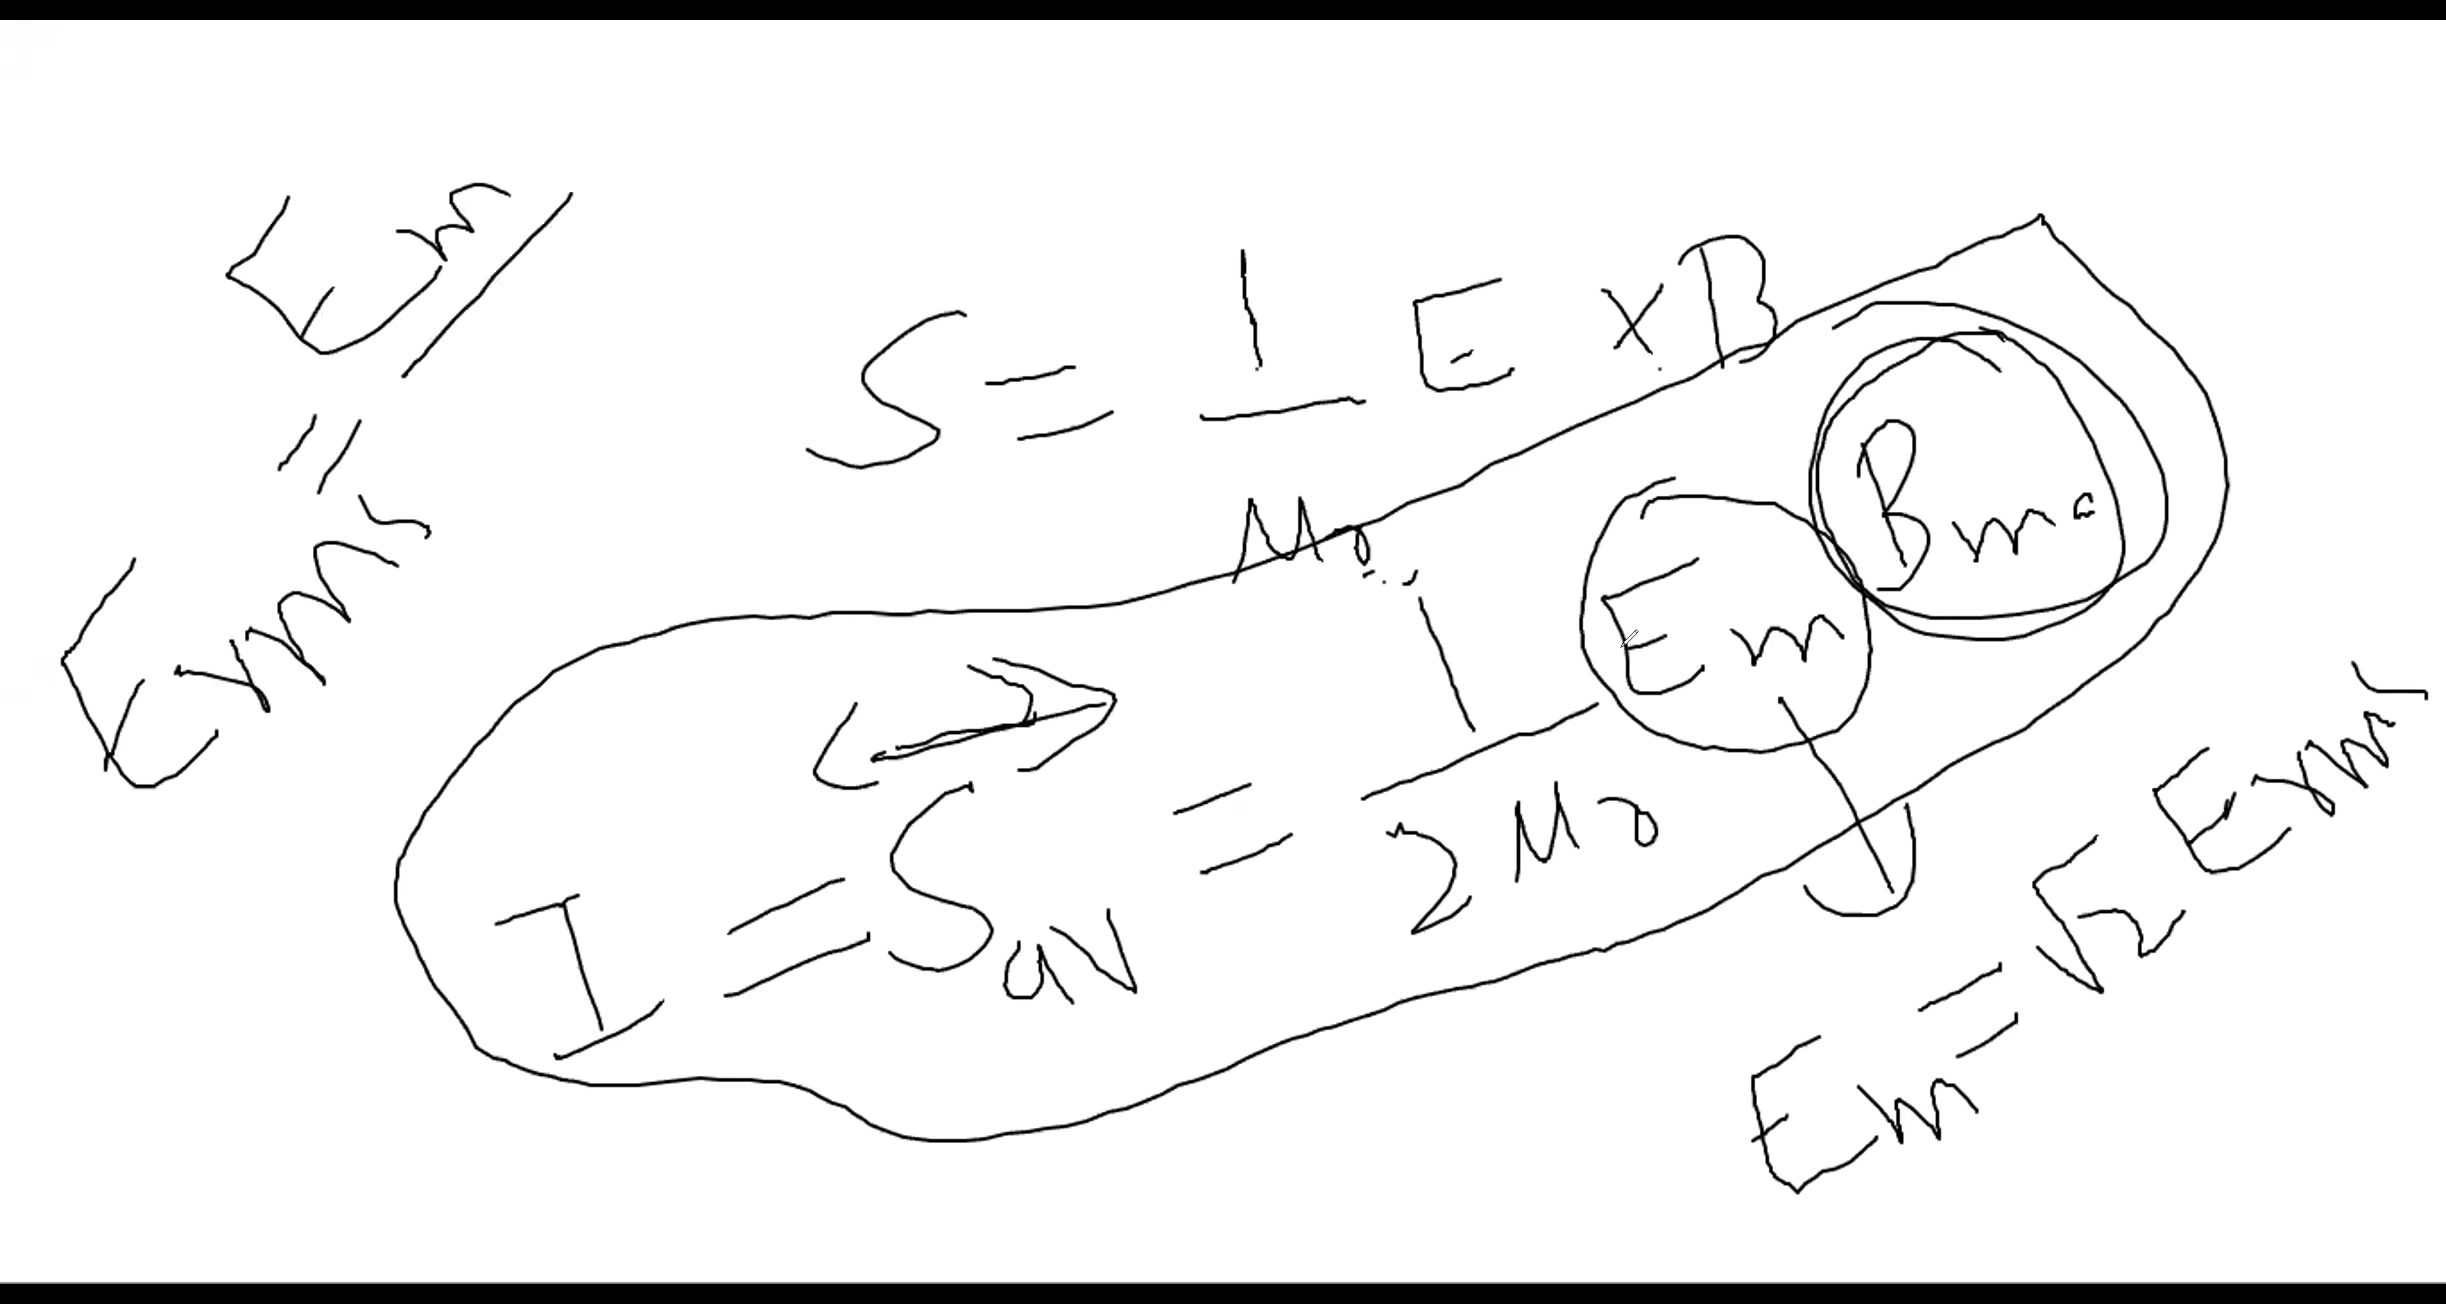 S = 1/μ₀ E × B
I = Sav = 1/2μ₀ Em Bm
Erms = Em/
Em = √2 Erms